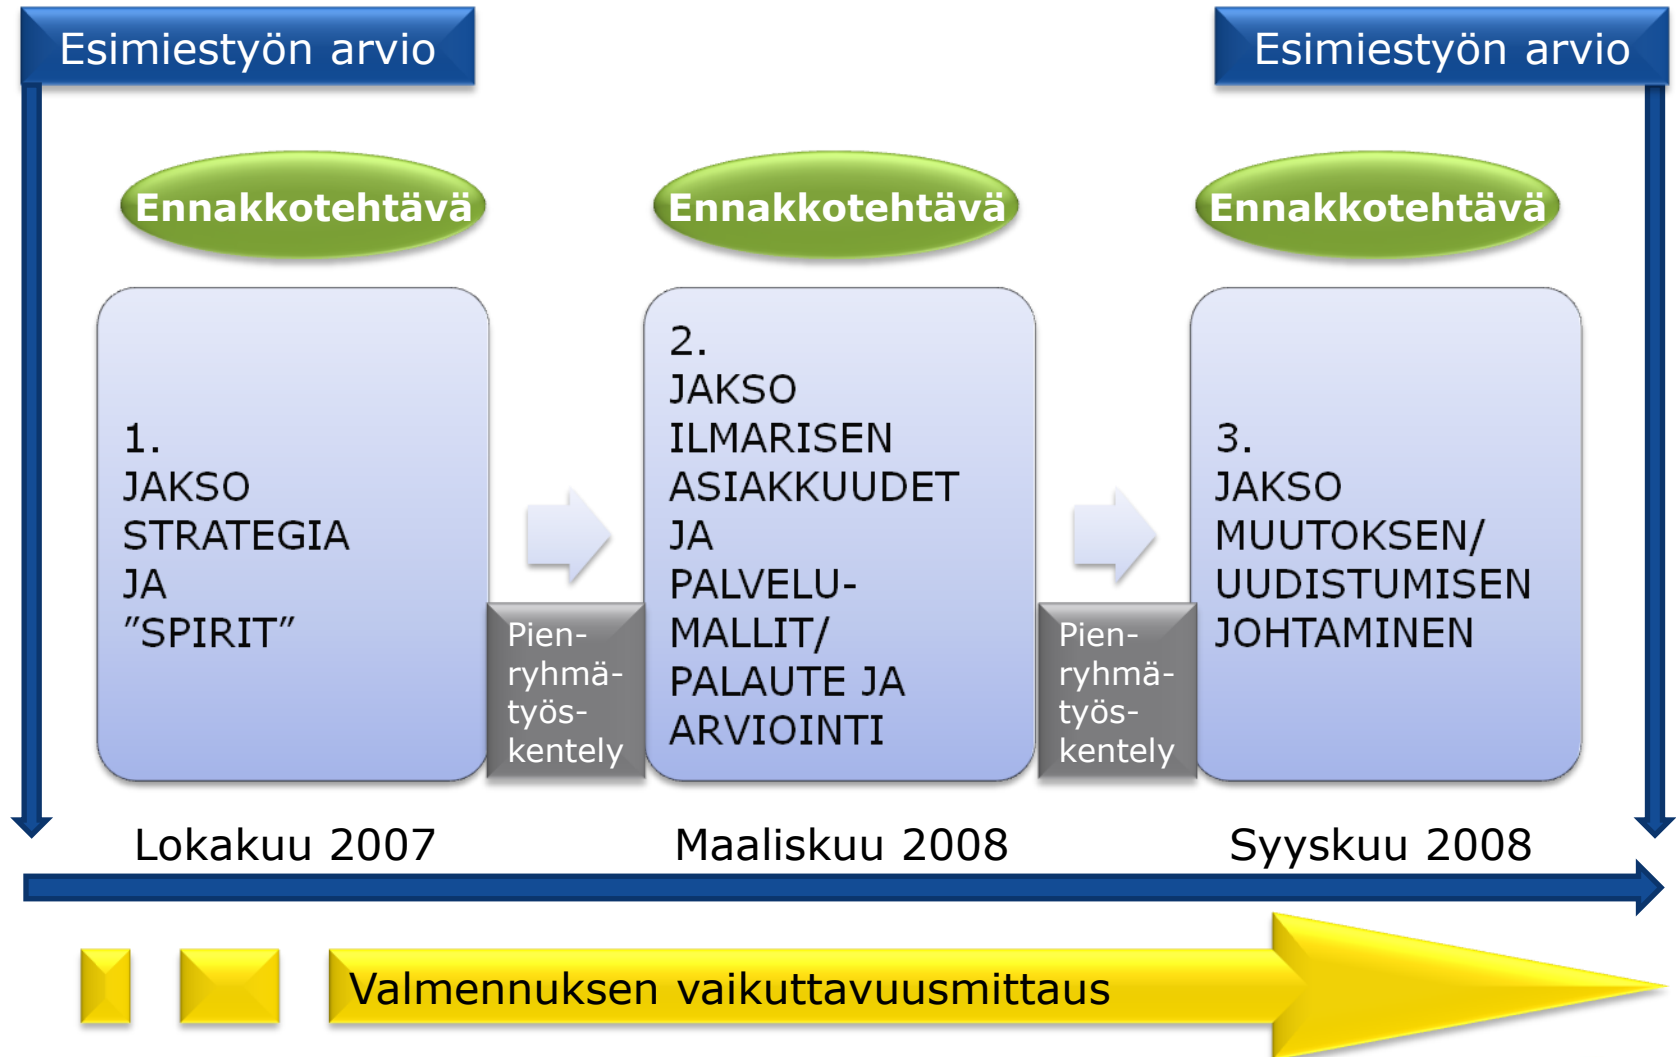 Esimiestyön arvio
Esimiestyön arvio
Ennakkotehtävä
Ennakkotehtävä
Ennakkotehtävä
1.
JAKSO
STRATEGIA
JA
”SPIRIT”
Pien-
ryhmä-
työs-
kentely
2.
JAKSO
ILMARISEN
ASIAKKUUDET
JA
PALVELU-
MALLIT/
PALAUTE JA
ARVIOINTI
Pien-
ryhmä-
työs-
kentely
3.
JAKSO
MUUTOKSEN/
UUDISTUMISEN
JOHTAMINEN
Lokakuu 2007
Maaliskuu 2008
Syyskuu 2008
Valmennuksen vaikuttavuusmittaus